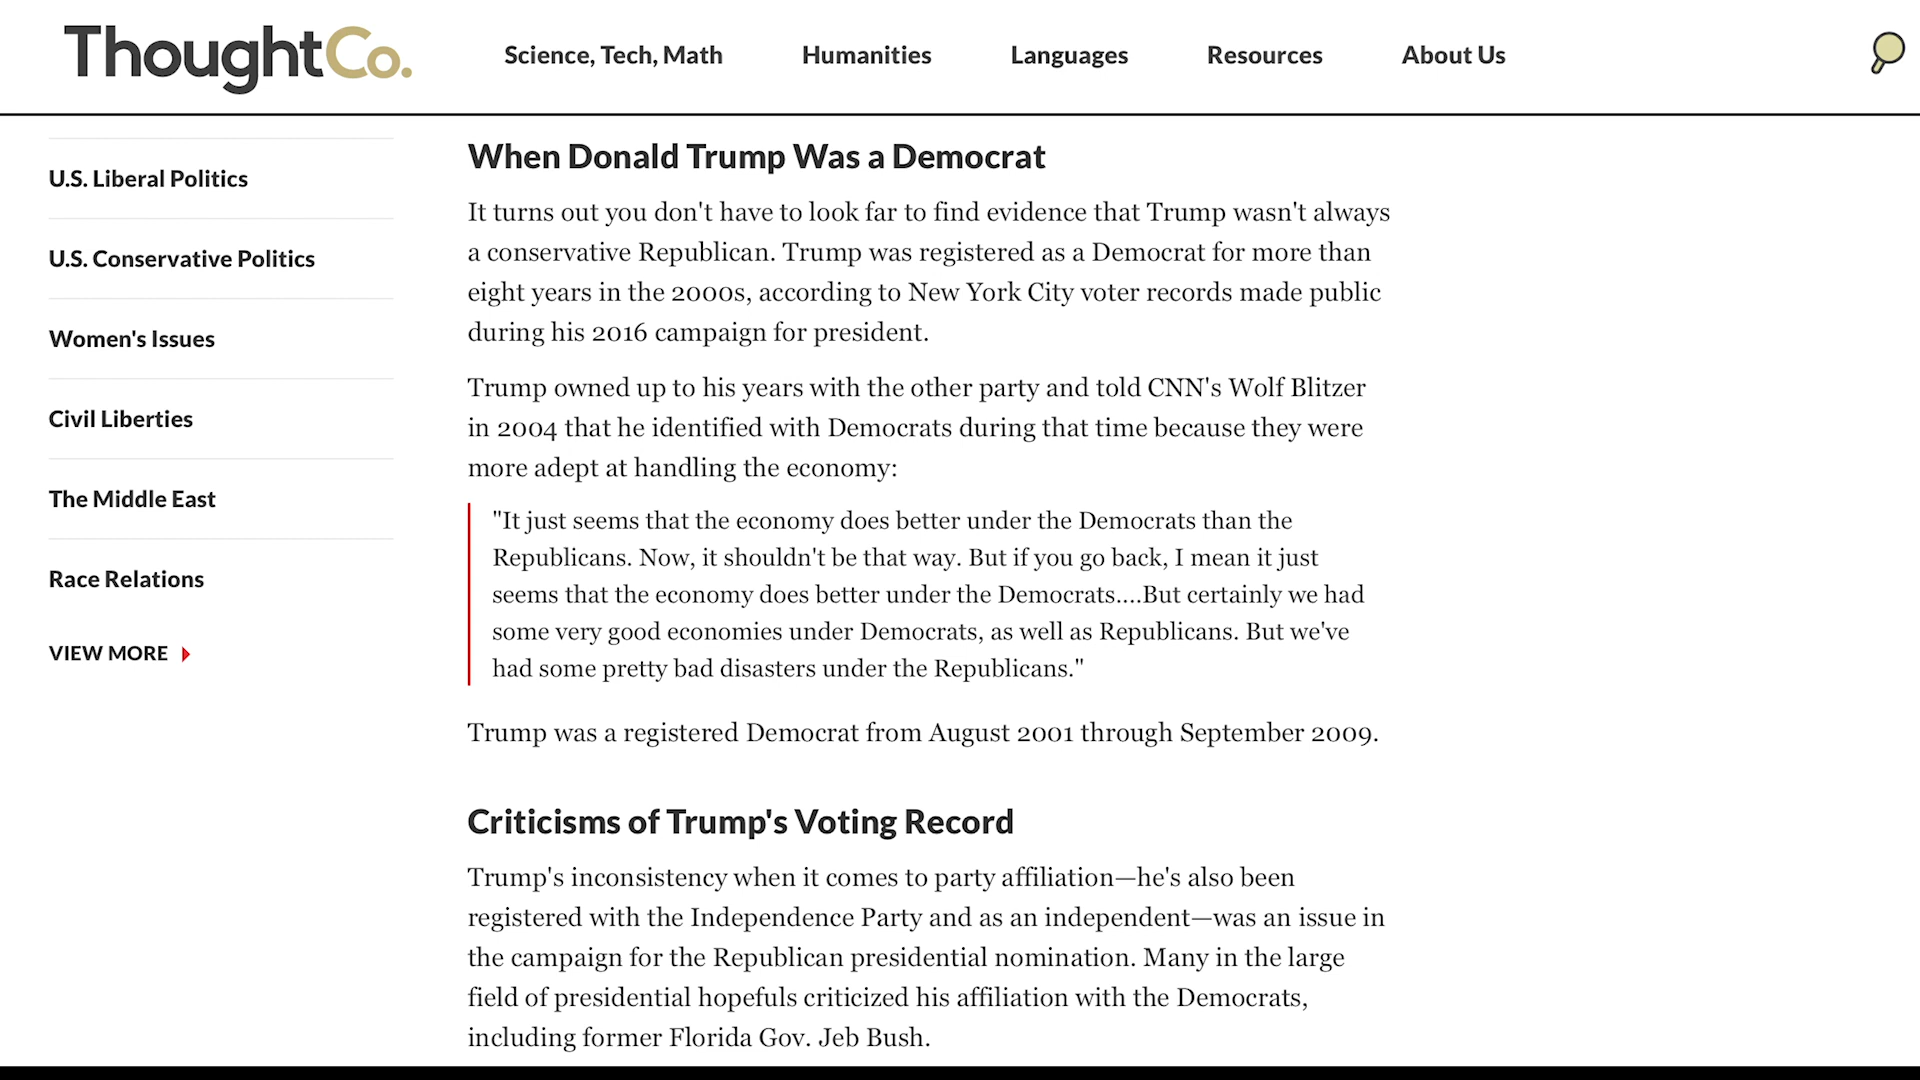 ThoughtCo.
Science, Tech, Math
Humanities
Languages
Resources
About Us
U.S. Liberal Politics
U.S. Conservative Politics
Women's Issues
Civil Liberties
The Middle East
Race Relations
VIEW MORE
When Donald Trump Was a Democrat
It turns out you don't have to look far to find evidence that Trump wasn't always
a conservative Republican. Trump was registered as a Democrat for more than
eight years in the 2000s, according to New York City voter records made public
during his 2016 campaign for president.
Trump owned up to his years with the other party and told CNN's Wolf Blitzer
in 2004 that he identified with Democrats during that time because they were
more adept at handling the economy:
"It just seems that the economy does better under the Democrats than the
Republicans. Now, it shouldn't be that way. But if you go back, I mean it just
seems that the economy does better under the Democrats....But certainly we had
some very good economies under Democrats, as well as Republicans. But we've
had some pretty bad disasters under the Republicans."
Trump was a registered Democrat from August 2001 through September 2009.
Criticisms of Trump's Voting Record
Trump's inconsistency when it comes to party affiliation—he's also been
registered with the Independence Party and as an independent—was an issue in
the campaign for the Republican presidential nomination. Many in the large
field of presidential hopefuls criticized his affiliation with the Democrats,
including former Florida Gov. Jeb Bush.